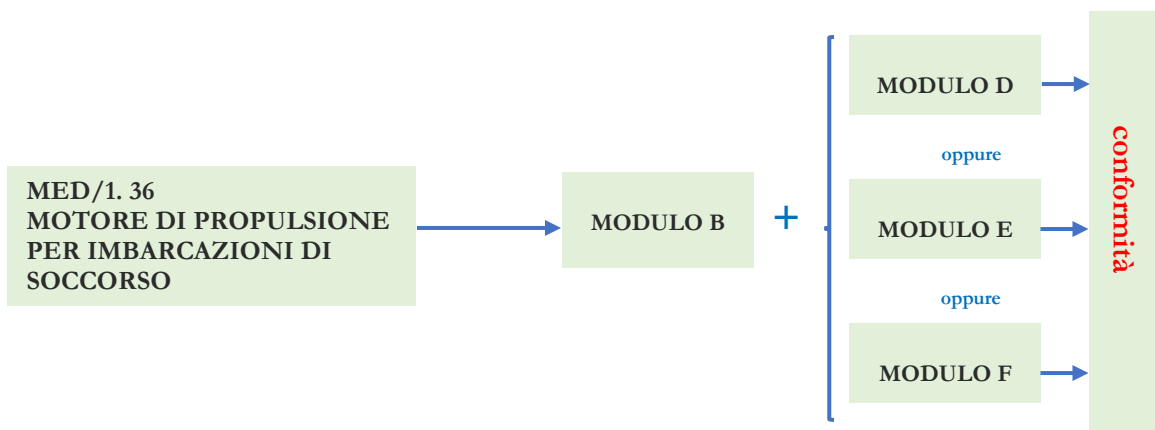 MED/1. 36
MOTORE DI PROPULSIONE
PER IMBARCAZIONI DI
SOCCORSO
MODULO B
+
MODULO D
oppure
MODULO E
oppure
MODULO F
conformità